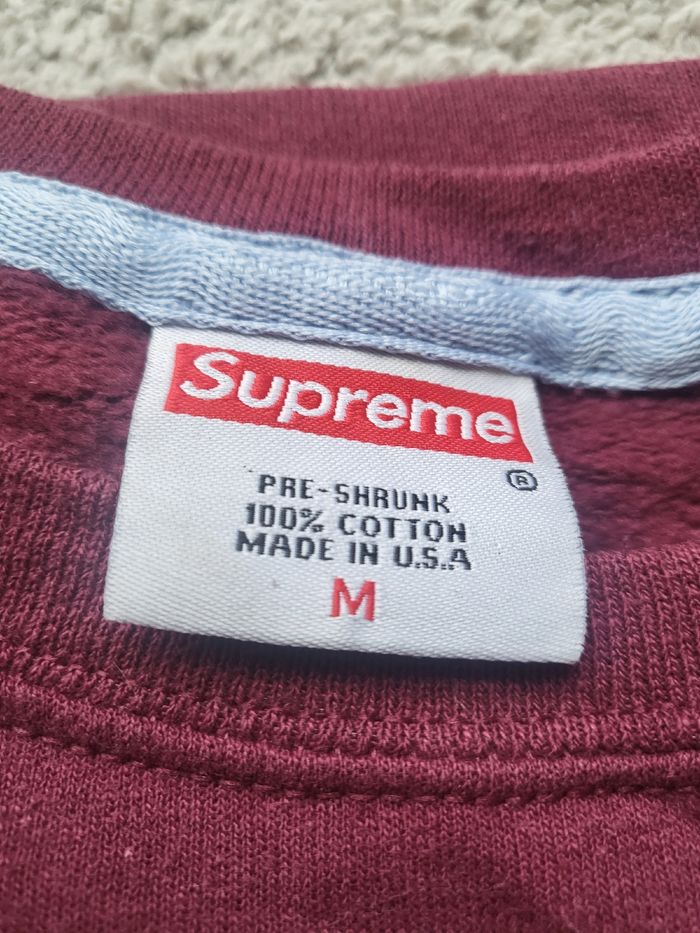 Supreme
®
PRE-SHRUNK
100% COTTON
MADE IN U.S.A
M